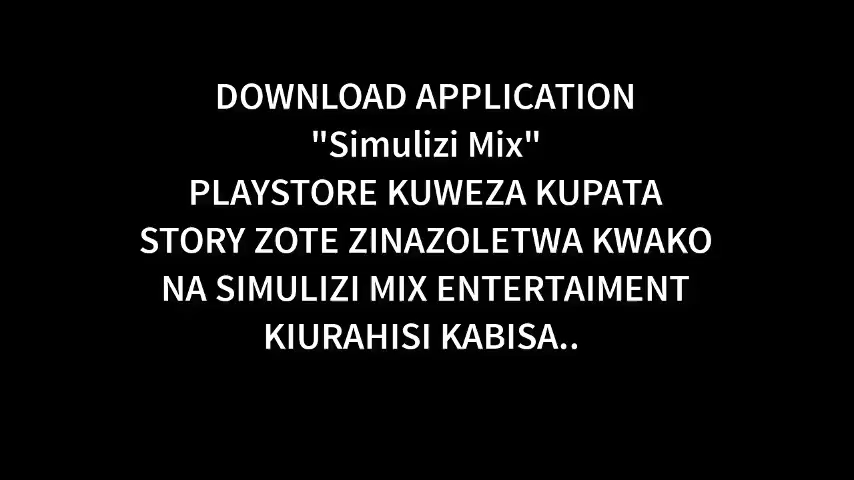 DOWNLOAD APPLICATION
"Simulizi Mix"
PLAYSTORE KUWEZA KUPATA
STORY ZOTE ZINAZOLETWA KWAKO
NA SIMULIZI MIX ENTERTAIMENT
KIURAHISI KABISA..